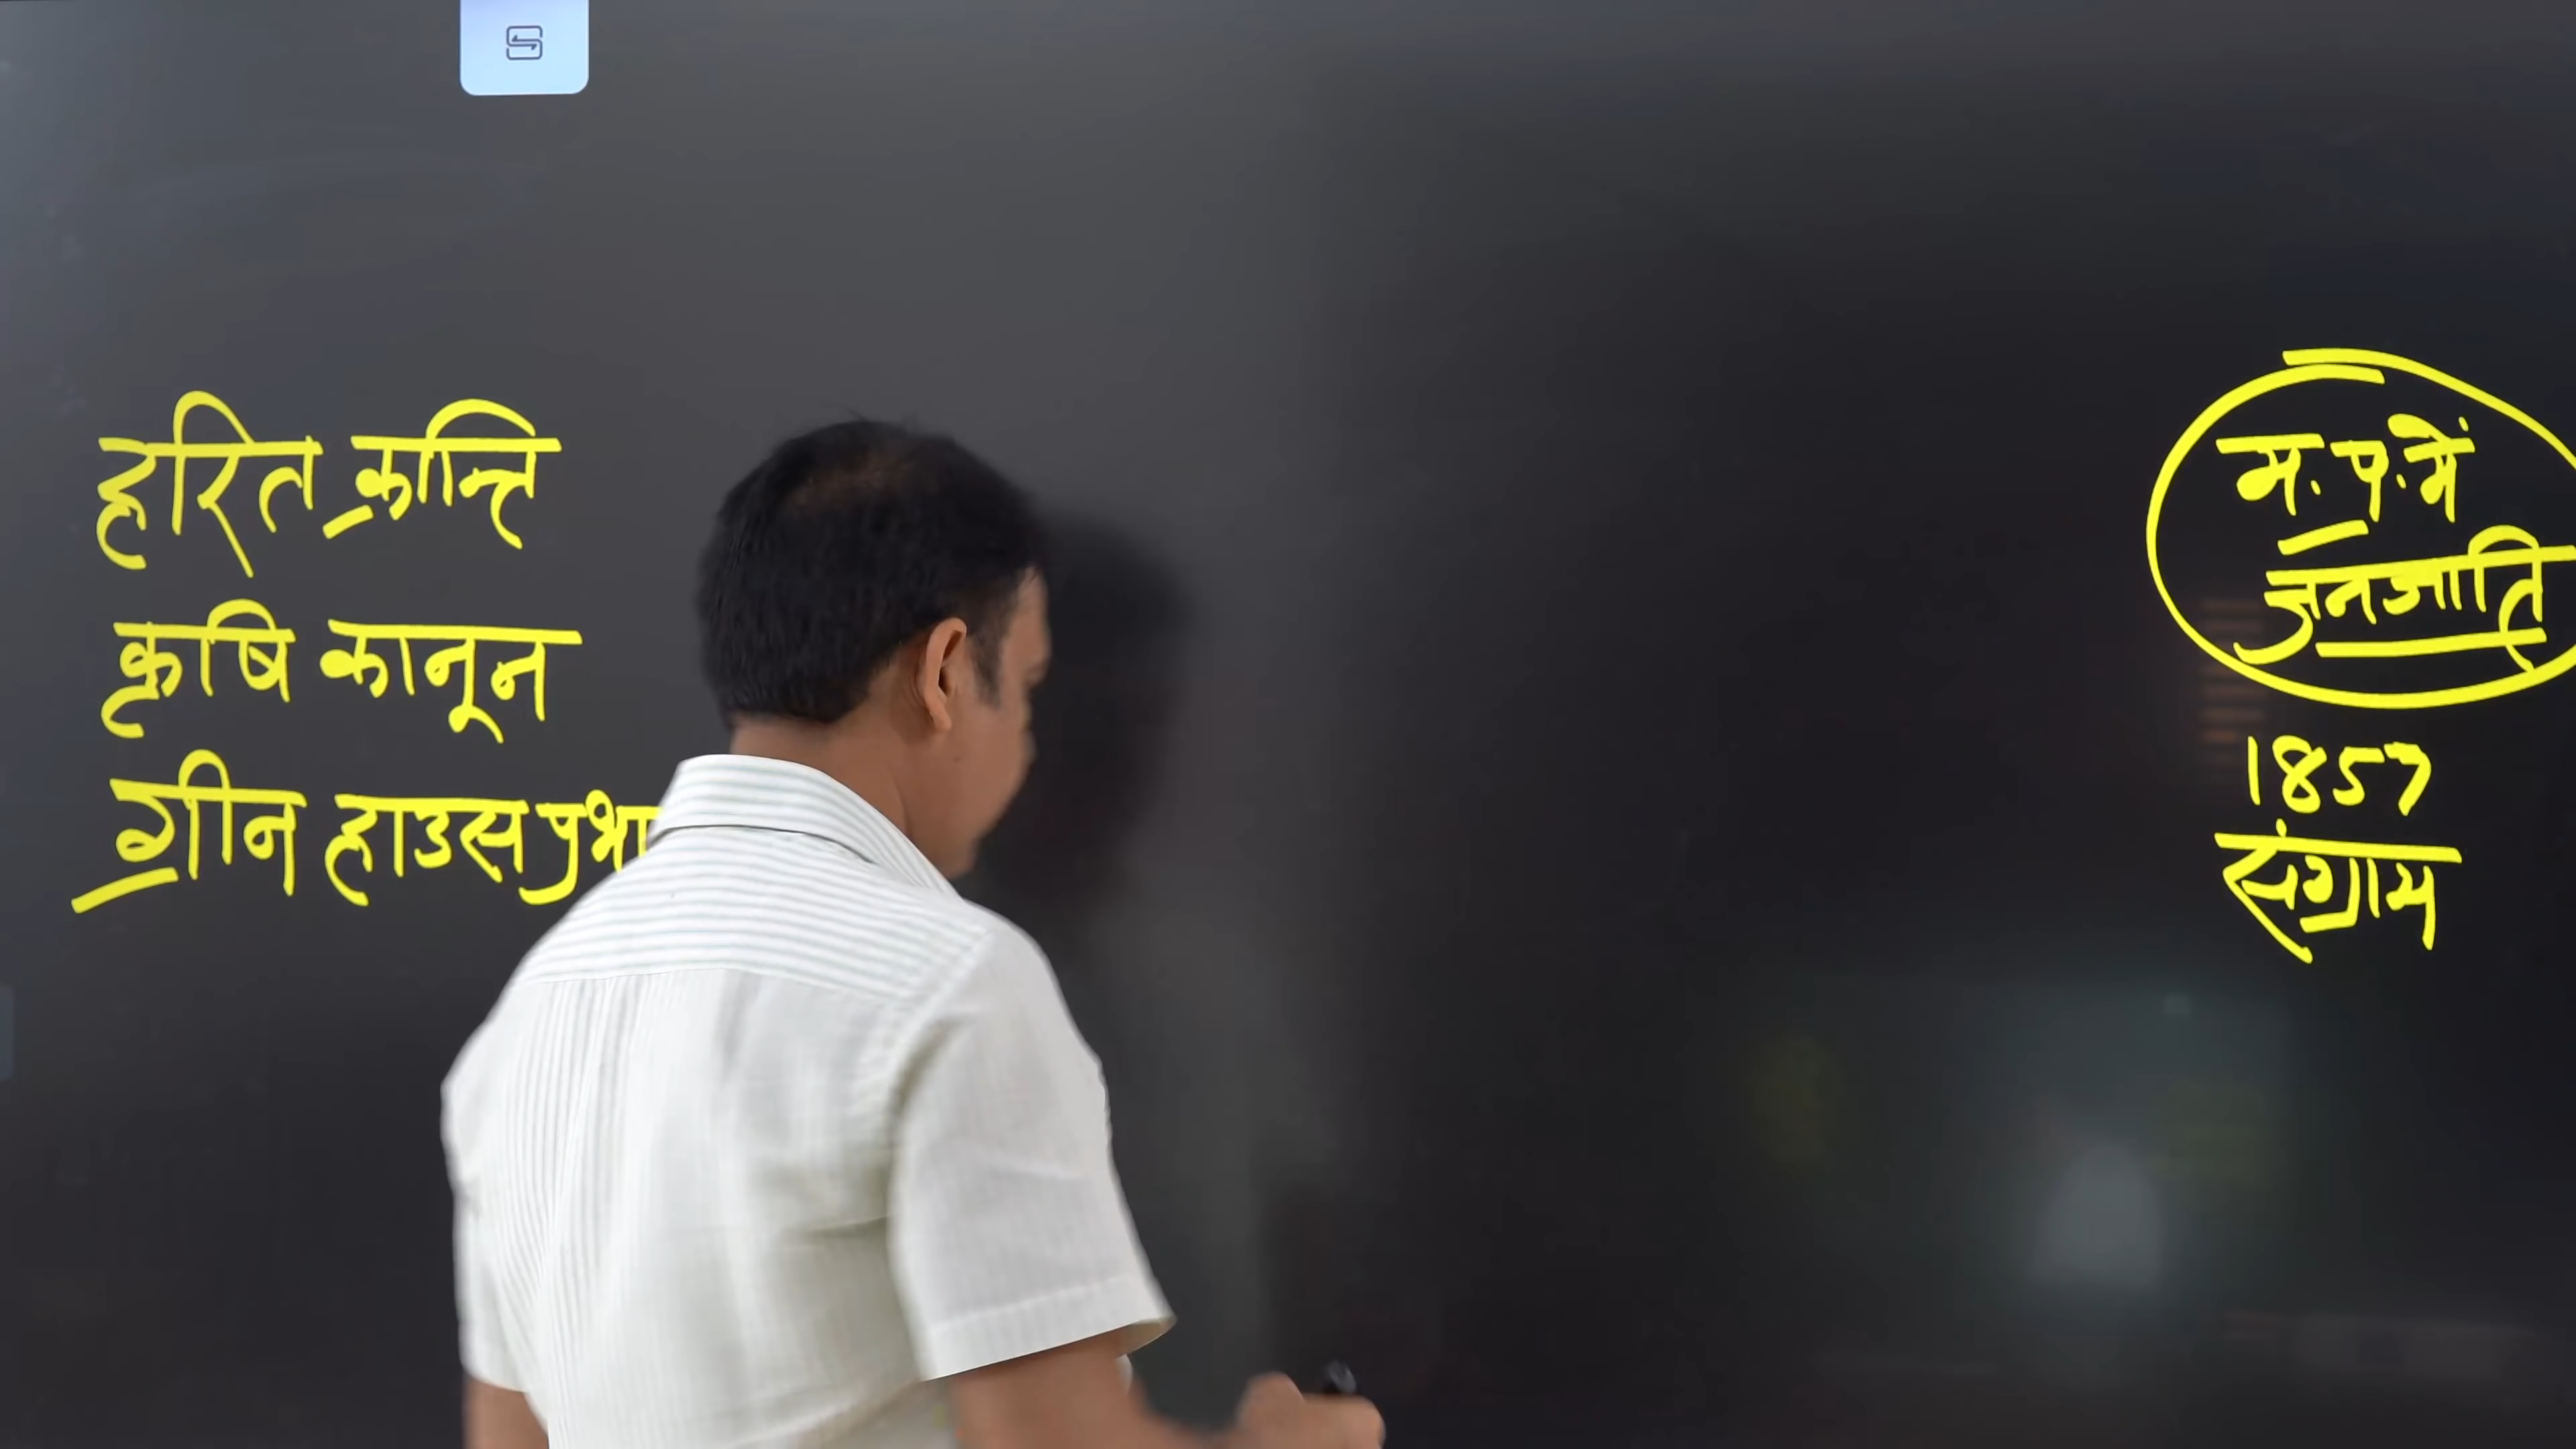 हरित क्रान्ति
कृषि कानून
ग्रीन हाउस प्रभा
म.प.में
जनजाति
1857
संग्राम